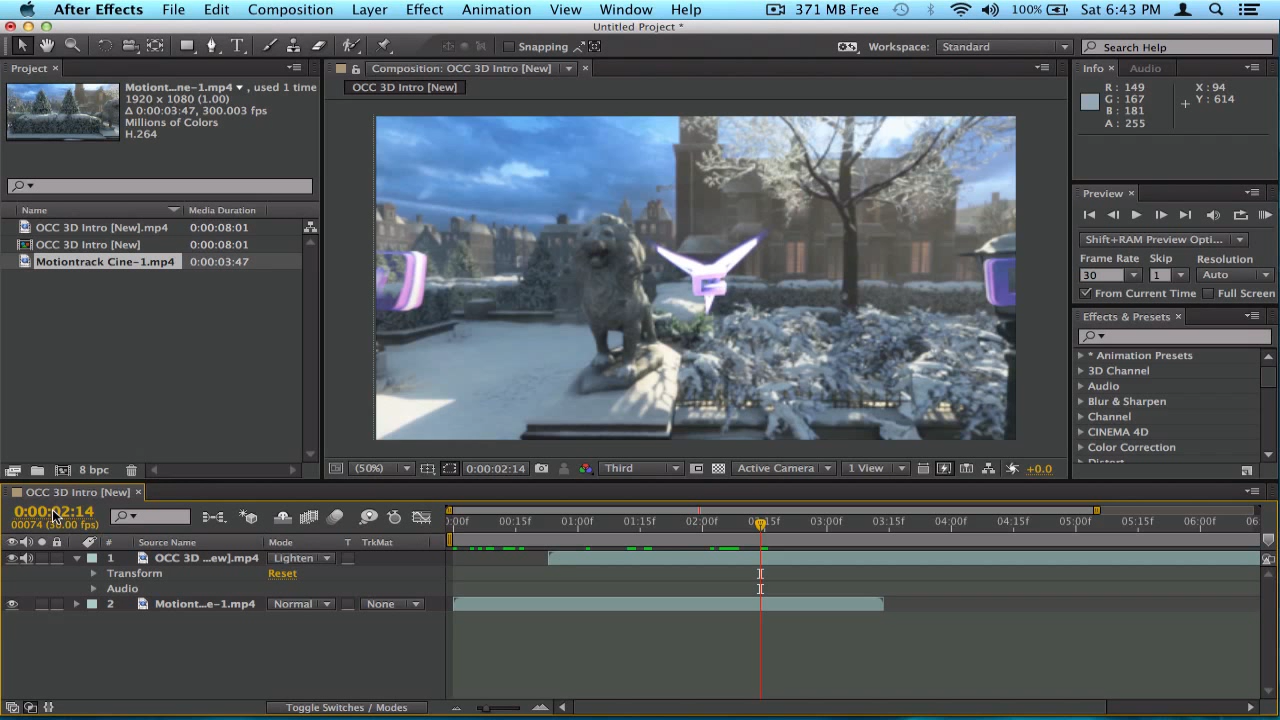 After Effects File Edit Composition Layer Effect Animation View Window Help 371 MB Free 100% Sat 6:43 PM
Untitled Project *
T Snapping Workspace: Standard Search Help
Project × Composition: OCC 3D Intro [New] × Info × Audio
Motiont...ne-1.mp4 ▼ , used 1 time
1920 x 1080 (1.00)
Δ 0:00:03:47, 300.003 fps
Millions of Colors
H.264
OCC 3D Intro [New]
R : 149
G : 167
B : 181
A : 255
X : 94
Y : 614
Name Media Duration
OCC 3D Intro [New].mp4 0:00:08:01
OCC 3D Intro [New] 0:00:08:01
Motiontrack Cine-1.mp4 0:00:03:47
Preview ×
Shift+RAM Preview Opti...
Frame Rate Skip Resolution
30 1 Auto
From Current Time Full Screen
Effects & Presets ×
* Animation Presets
3D Channel
Audio
Blur & Sharpen
Channel
CINEMA 4D
Color Correction
8 bpc
(50%) 0:00:02:14 Third Active Camera 1 View +0.0
OCC 3D Intro [New] ×
0:00:02:14
00074 (30.00 fps)
:00f 00:15f 01:00f 01:15f 02:00f 02:15f 03:00f 03:15f 04:00f 04:15f 05:00f 05:15f 06:00f 06
# Source Name Mode T TrkMat
1 OCC 3D ...ew].mp4 Lighten
Transform Reset
Audio
2 Motiont...e-1.mp4 Normal None
Toggle Switches / Modes